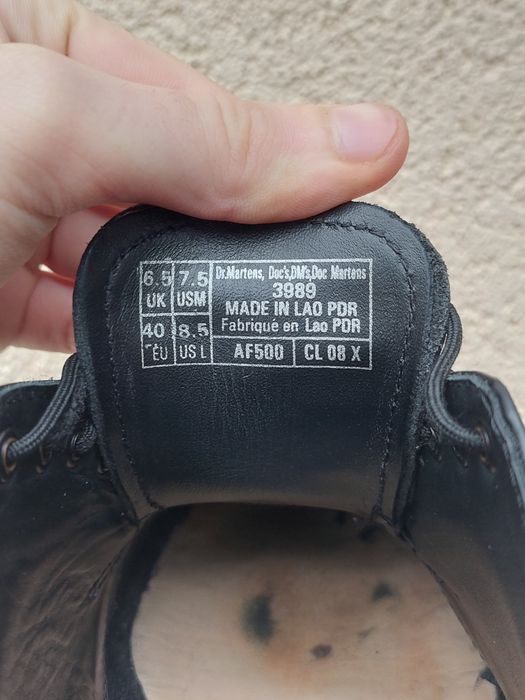 6.5 7.5
UK USM
40 8.5
EU US L
Dr.Martens, Doc's,DM's,Doc Martens
3989
MADE IN LAO PDR
Fabriqué en Lao PDR
AF500 CL 08 X